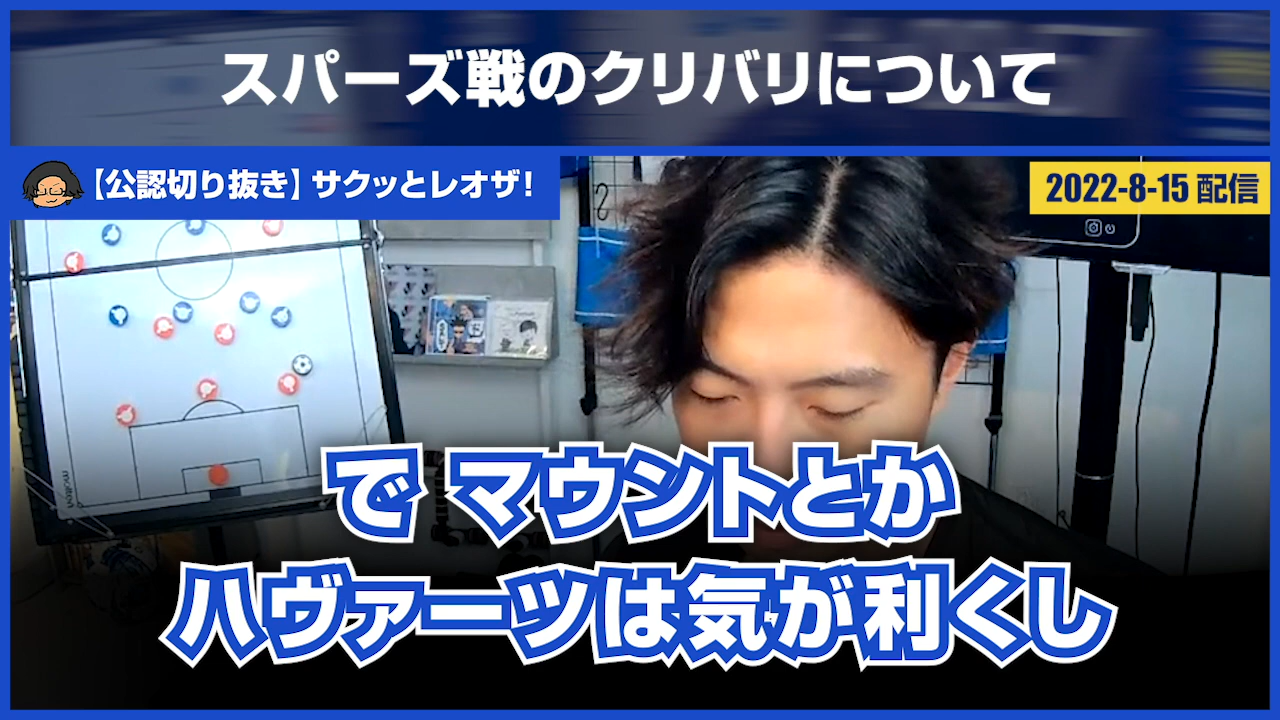 スパーズ戦のクリバリについて
【公認切り抜き】サクッとレオザ！
2022-8-15 配信
で マウントとか
ハヴァーツは気が利くし